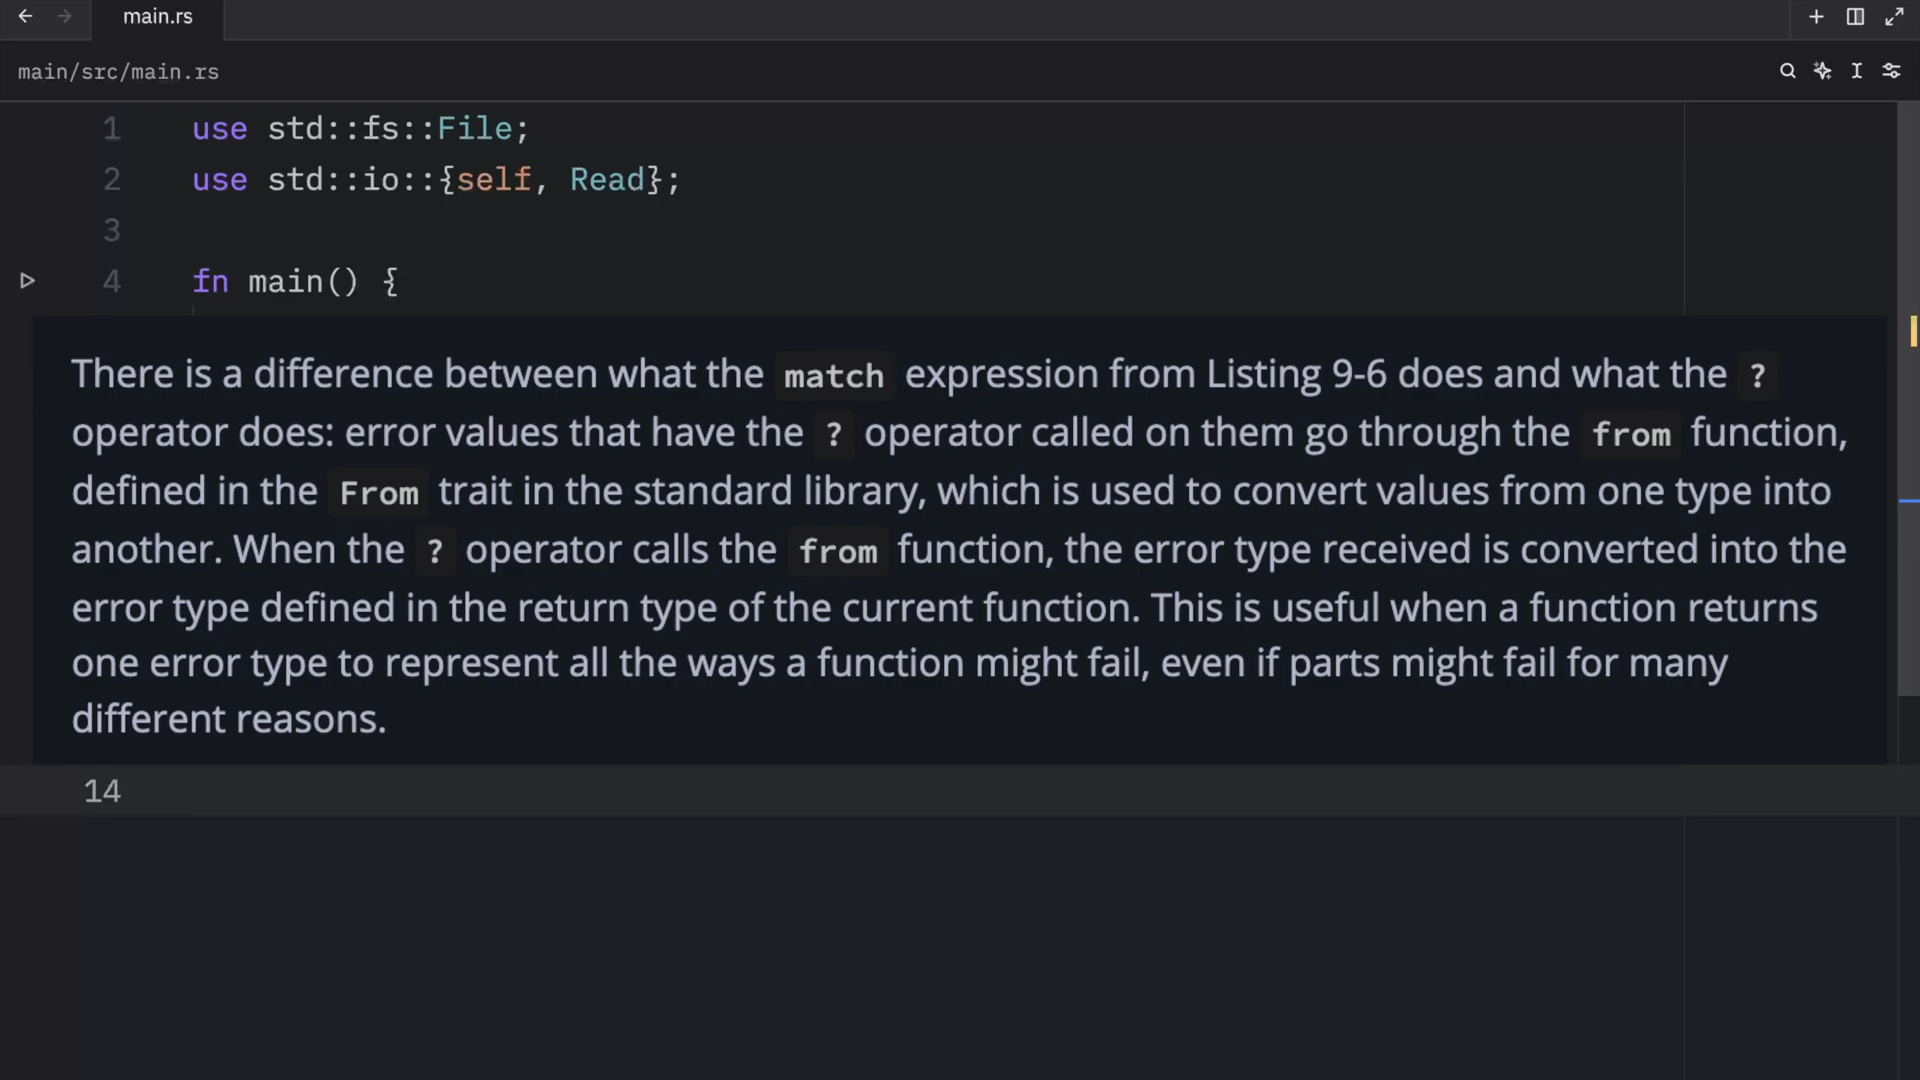 main.rs
main/src/main.rs
1 use std::fs::File;
2 use std::io::{self, Read};
3
4 fn main() {
There is a difference between what the match expression from Listing 9-6 does and what the ?
operator does: error values that have the ? operator called on them go through the from function,
defined in the From trait in the standard library, which is used to convert values from one type into
another. When the ? operator calls the from function, the error type received is converted into the
error type defined in the return type of the current function. This is useful when a function returns
one error type to represent all the ways a function might fail, even if parts might fail for many
different reasons.
14